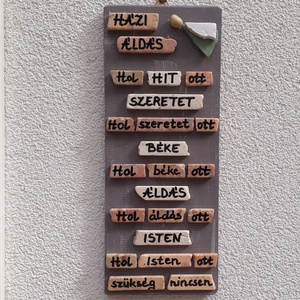 HÁZI
ÁLDÁS
Hol HIT ott
SZERETET
Hol szeretet ott
BÉKE
Hol béke ott
ÁLDÁS
Hol áldás ott
ISTEN
Hol Isten ott
szükség nincsen